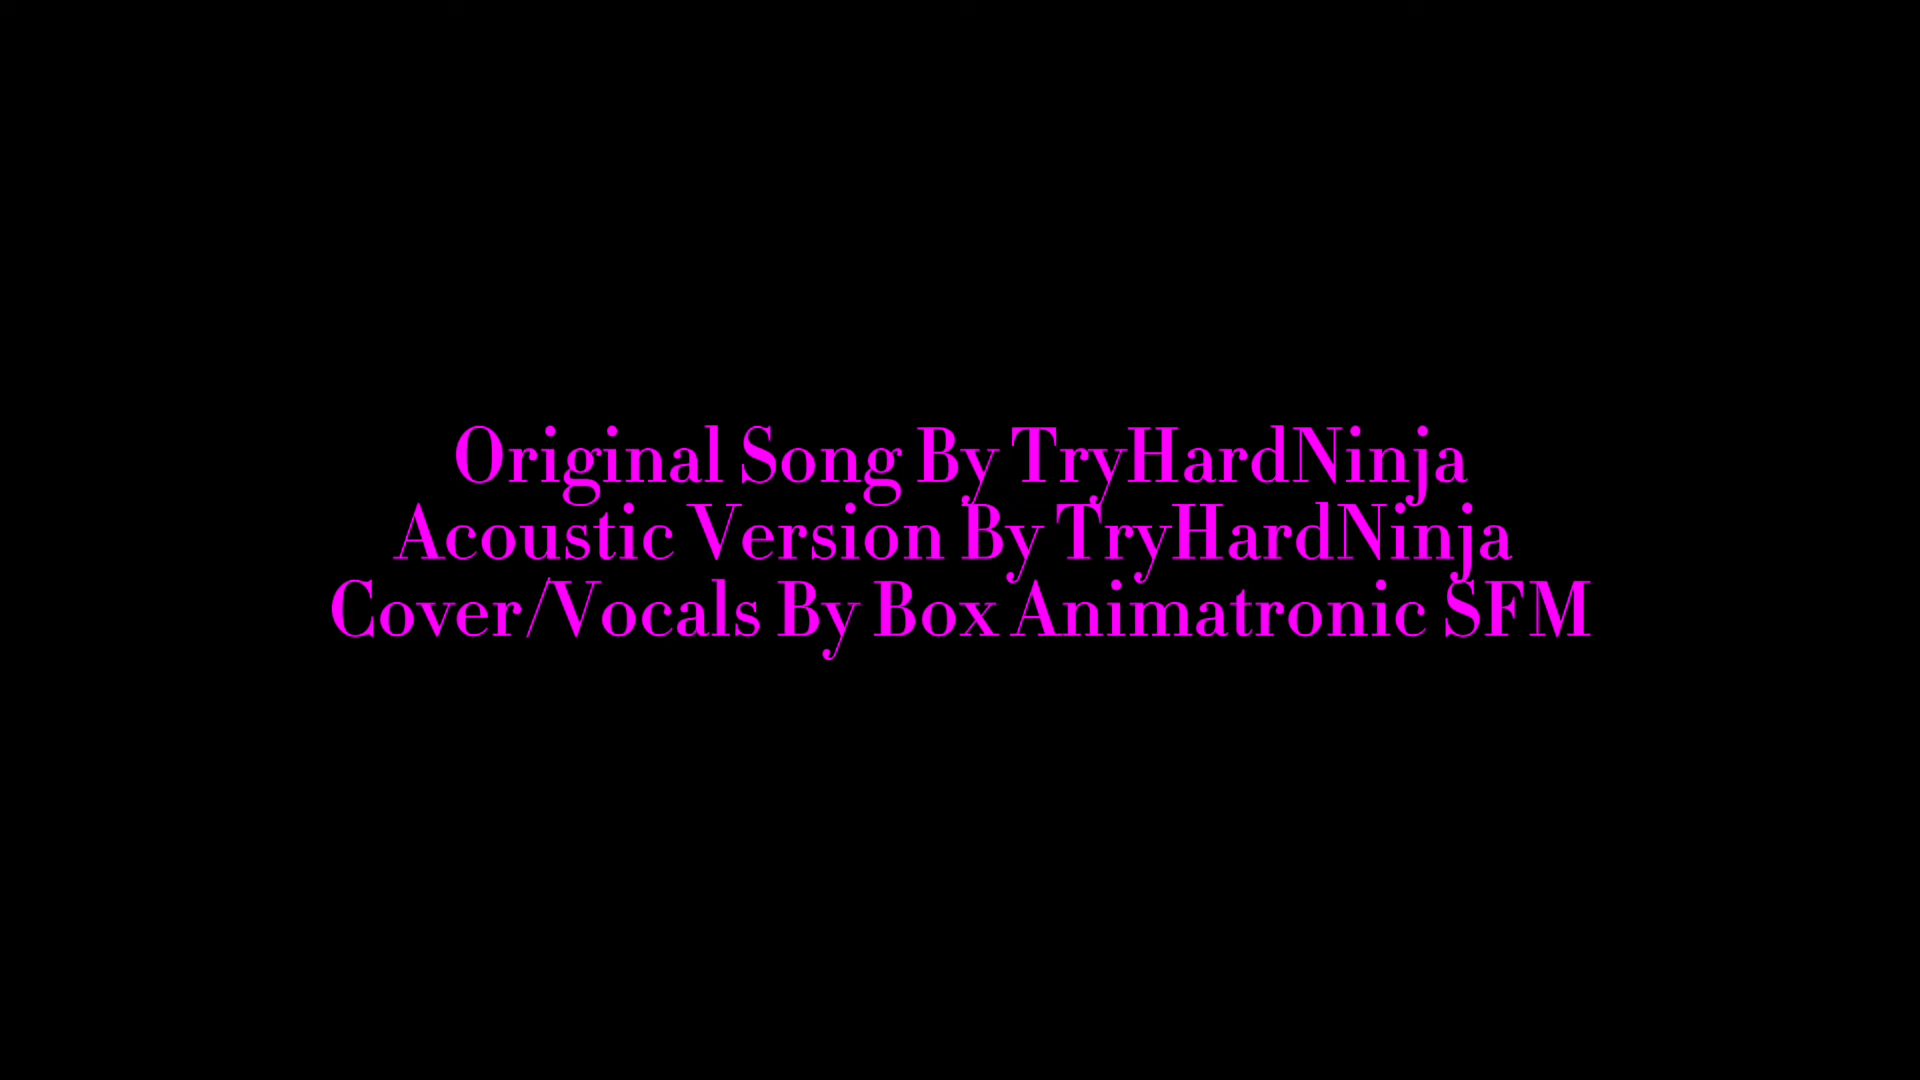 Original Song By TryHardNinja
Acoustic Version By TryHardNinja
Cover/Vocals By Box Animatronic SFM